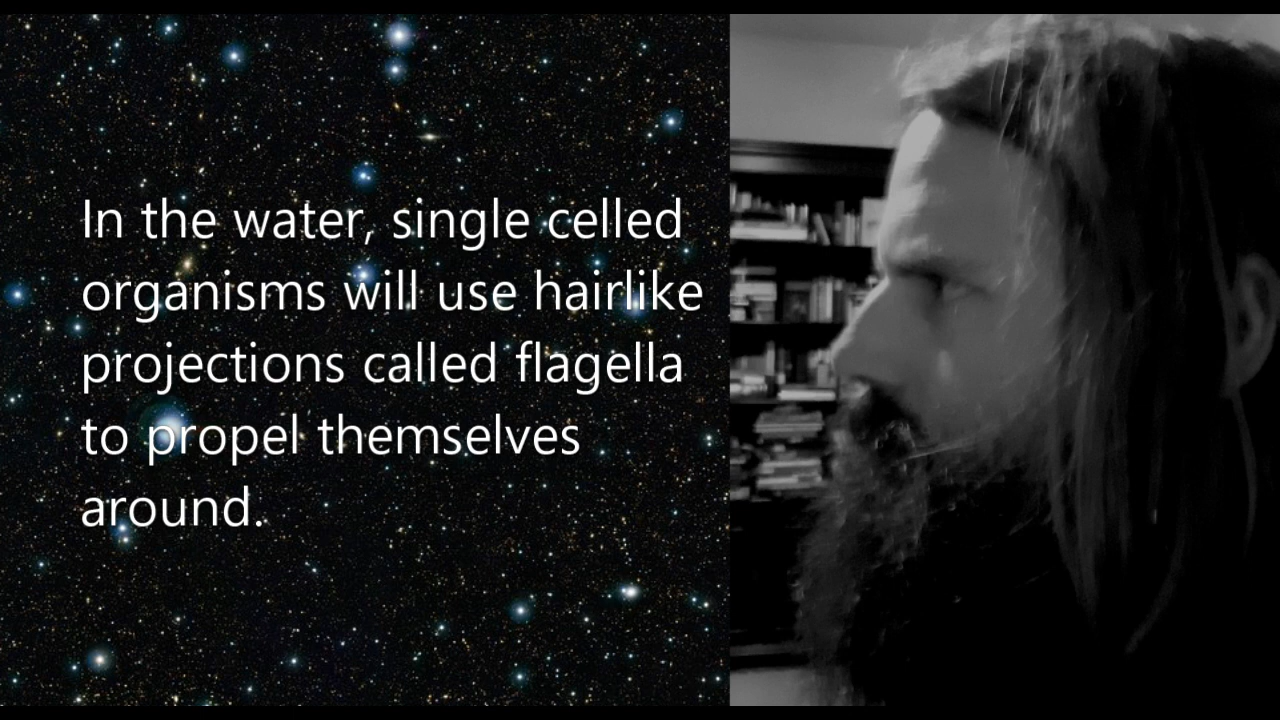 In the water, single celled
organisms will use hairlike
projections called flagella
to propel themselves
around.